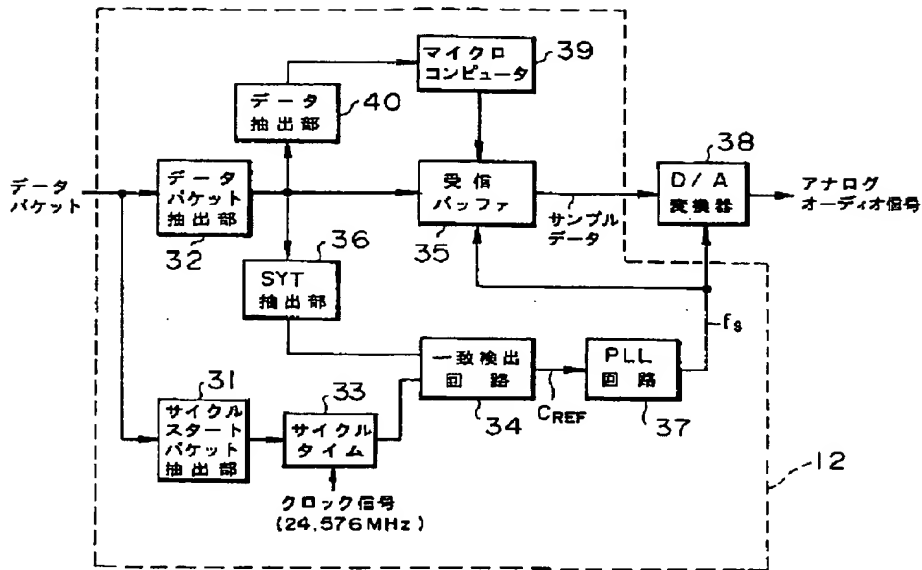 マイクロ
コンピュータ
39
データ
抽出部
40
38
データ
パケット
データ
パケット
抽出部
32
受信
バッファ
35
サンプル
データ
D/A
変換器
アナログ
オーディオ信号
36
SYT
抽出部
fs
31
サイクル
スタート
パケット
抽出部
33
サイクル
タイム
一致検出
回路
34
CREF
PLL
回路
37
12
クロック信号
(24,576MHz)